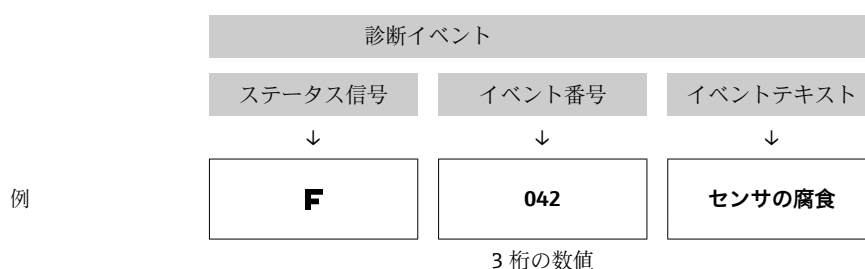 診断イベント
ステータス信号 イベント番号 イベントテキスト
↓ ↓ ↓
例 F 042 センサの腐食
3 桁の数値